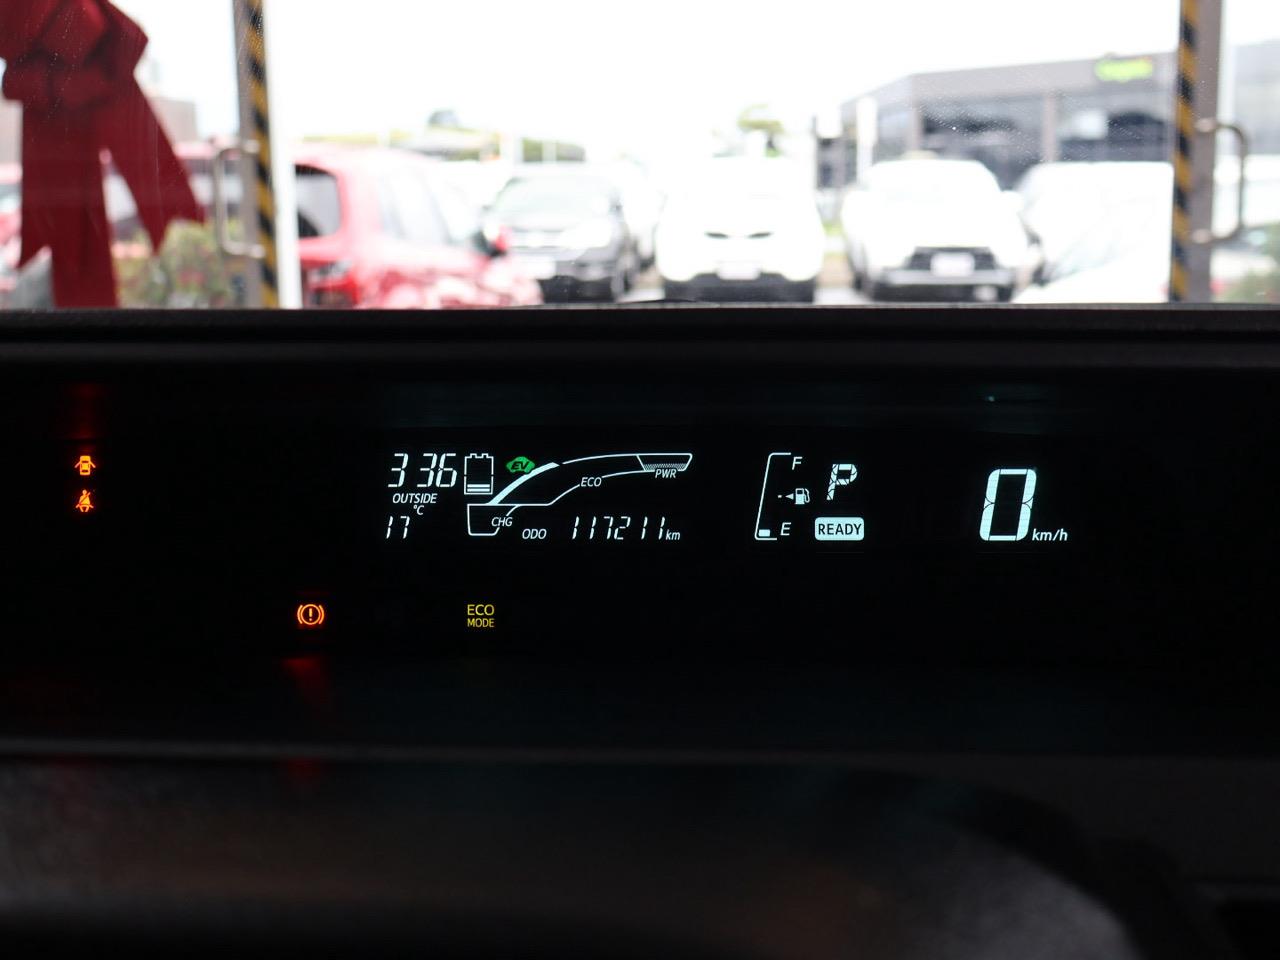 3 36
EV
PWR
ECO
OUTSIDE
°C
17
CHG
ODO 117211 km
F
P
E
READY
0 km/h
ECO
MODE